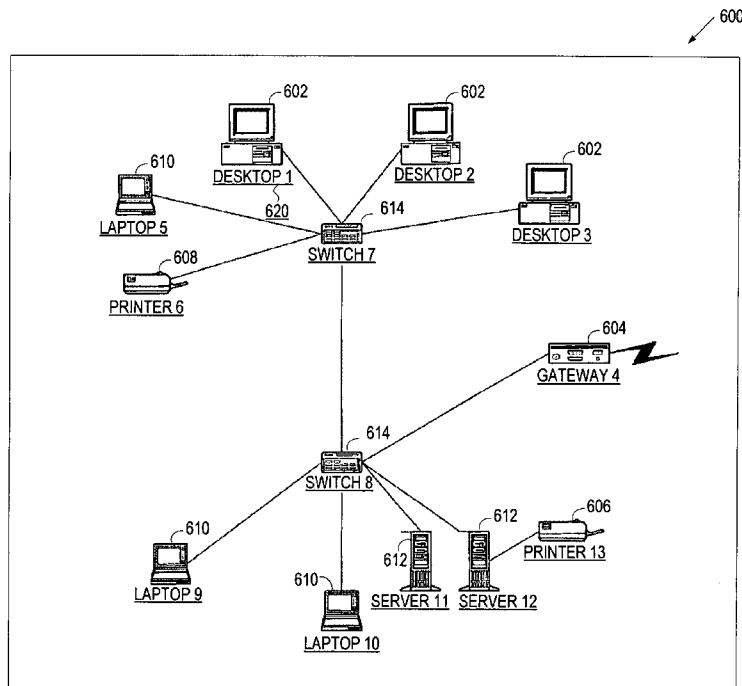 600
602
602
602
610
DESKTOP 1
DESKTOP 2
620
614
LAPTOP 5
DESKTOP 3
SWITCH 7
608
PRINTER 6
604
GATEWAY 4
614
SWITCH 8
610
612
612
606
PRINTER 13
LAPTOP 9
610
SERVER 11
SERVER 12
LAPTOP 10